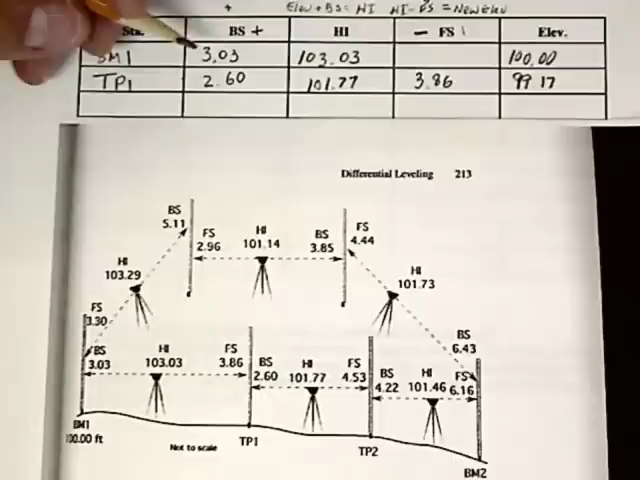 + Elev + BS = HI HI - FS = New Elev
Sta. BS + HI - FS Elev.
BM1 3.03 103.03 100.00
TP1 2.60 101.77 3.86 99.17
Differential Leveling 213
BS
5.11
FS
2.96
HI
101.14
BS
3.85
FS
4.44
HI
103.29
HI
101.73
FS
3.30
BS
6.43
BS
3.03
HI
103.03
FS
3.86
BS
2.60
HI
101.77
FS
4.53
BS
4.22
HI
101.46
FS
6.16
BM1
100.00 ft
Not to scale
TP1
TP2
BM2